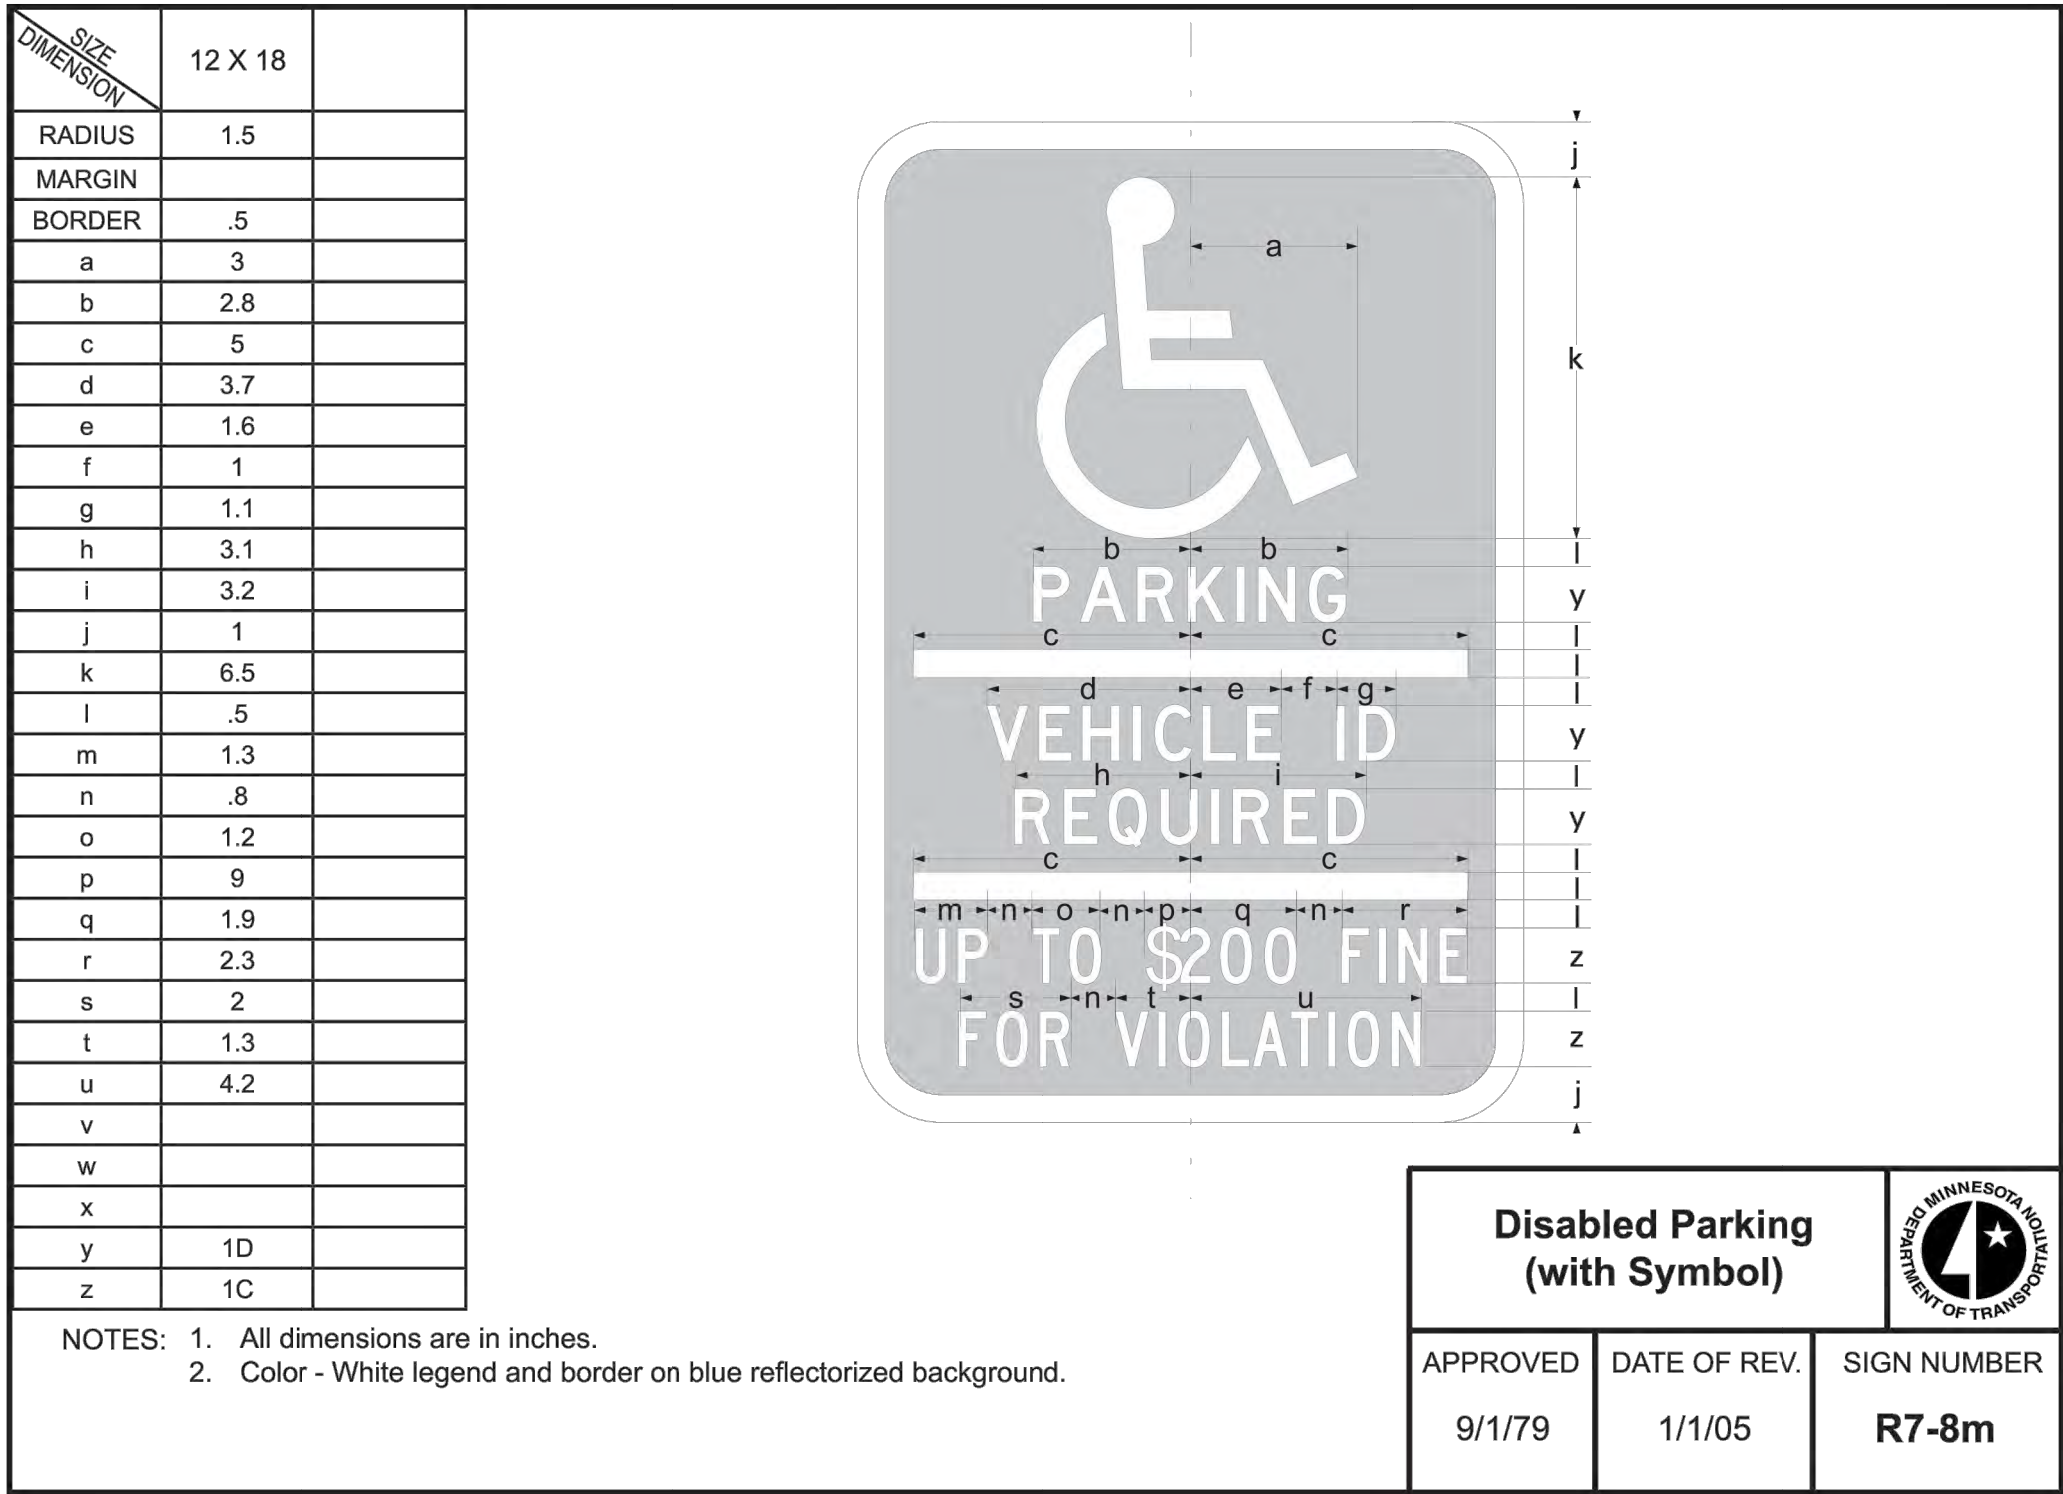 SIZE
DIMENSION
12 X 18
RADIUS 1.5
MARGIN
BORDER .5
a 3
b 2.8
c 5
d 3.7
e 1.6
f 1
g 1.1
h 3.1
i 3.2
j 1
k 6.5
l .5
m 1.3
n .8
o 1.2
p 9
q 1.9
r 2.3
s 2
t 1.3
u 4.2
v
w
x
y 1D
z 1C
j
a
k
b b l
PARKING y
c c l
l
d e f g l
VEHICLE ID y
h i l
REQUIRED y
c c l
l
m n o n p q n r l
UP TO $200 FINE z
s n t u l
FOR VIOLATION z
j
NOTES: 1. All dimensions are in inches.
2. Color - White legend and border on blue reflectorized background.
Disabled Parking
(with Symbol)
MINNESOTA
DEPARTMENT OF TRANSPORTATION
APPROVED DATE OF REV. SIGN NUMBER
9/1/79 1/1/05 R7-8m